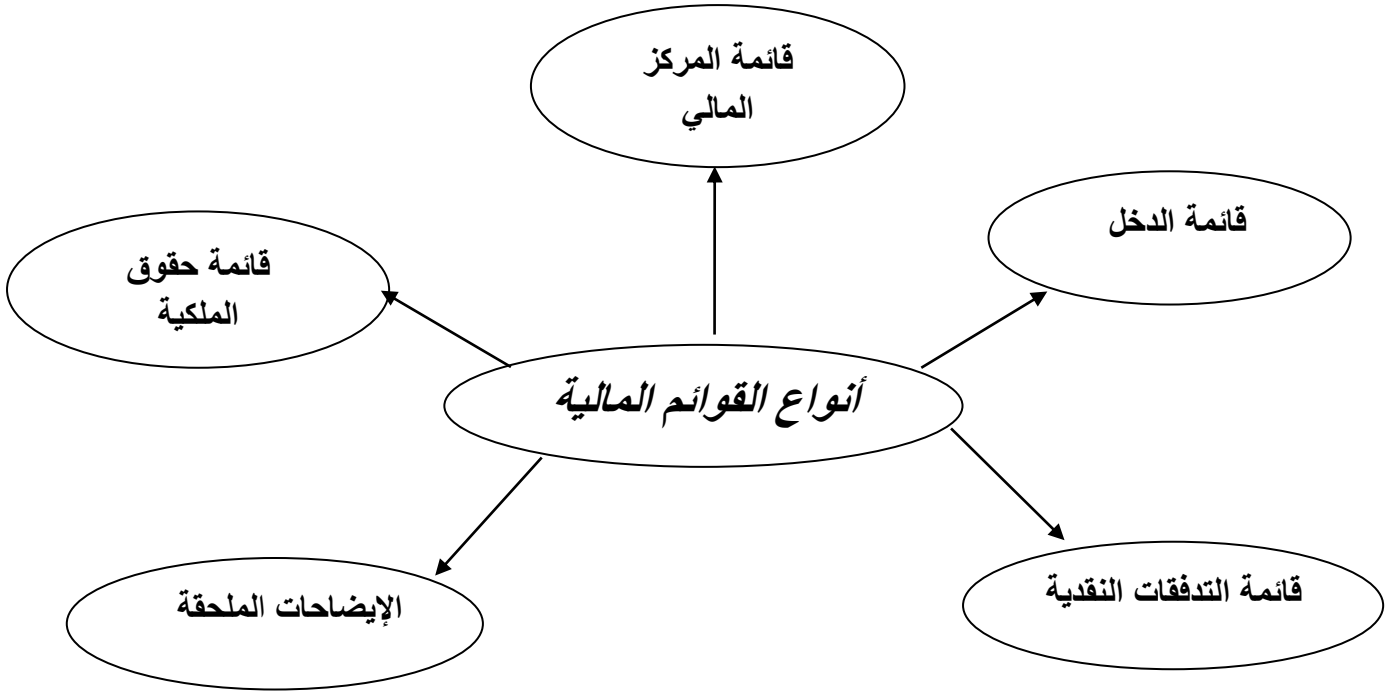 قائمة المركز
المالي
قائمة الدخل
قائمة حقوق
الملكية
أنواع القوائم المالية
قائمة التدفقات النقدية
الإيضاحات الملحقة